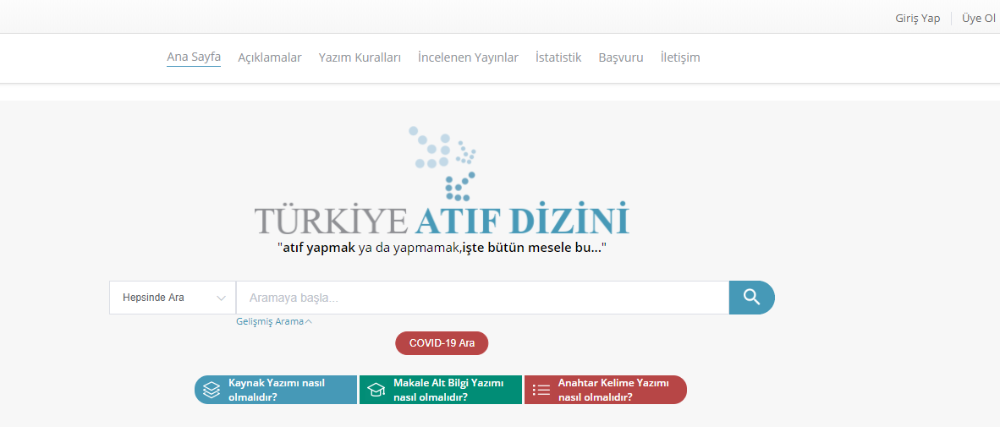 Giriş Yap Üye Ol
Ana Sayfa Açıklamalar Yazım Kuralları İncelenen Yayınlar İstatistik Başvuru İletişim
TÜRKİYE ATIF DİZİNİ
"atıf yapmak ya da yapmamak,işte bütün mesele bu..."
Hepsinde Ara Aramaya başla...
Gelişmiş Arama
COVID-19 Ara
Kaynak Yazımı nasıl
olmalıdır?
Makale Alt Bilgi Yazımı
nasıl olmalıdır?
Anahtar Kelime Yazımı
nasıl olmalıdır?